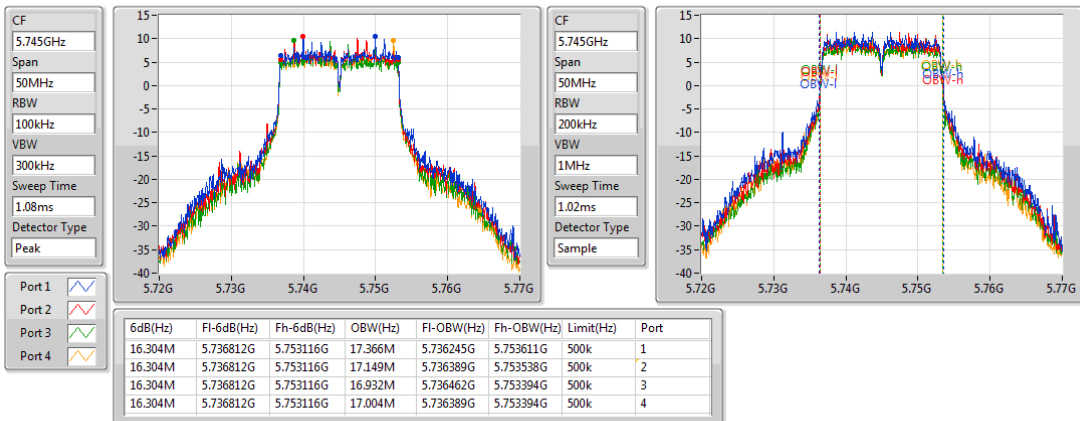 CF
5.745GHz
Span
50MHz
RBW
100kHz
VBW
300kHz
Sweep Time
1.08ms
Detector Type
Peak
15
10
5
0
-5
-10
-15
-20
-25
-30
-35
-40
5.72G 5.73G 5.74G 5.75G 5.76G 5.77G
CF
5.745GHz
Span
50MHz
RBW
200kHz
VBW
1MHz
Sweep Time
1.02ms
Detector Type
Sample
15
10
5
0
-5
-10
-15
-20
-25
-30
-35
-40
OBW-l OBW-h
OBW-l OBW-h
OBW-l OBW-h
5.72G 5.73G 5.74G 5.75G 5.76G 5.77G
Port 1
Port 2
Port 3
Port 4
6dB(Hz) Fl-6dB(Hz) Fh-6dB(Hz) OBW(Hz) Fl-OBW(Hz) Fh-OBW(Hz) Limit(Hz) Port
16.304M 5.736812G 5.753116G 17.366M 5.736245G 5.753611G 500k 1
16.304M 5.736812G 5.753116G 17.149M 5.736389G 5.753538G 500k 2
16.304M 5.736812G 5.753116G 16.932M 5.736462G 5.753394G 500k 3
16.304M 5.736812G 5.753116G 17.004M 5.736389G 5.753394G 500k 4